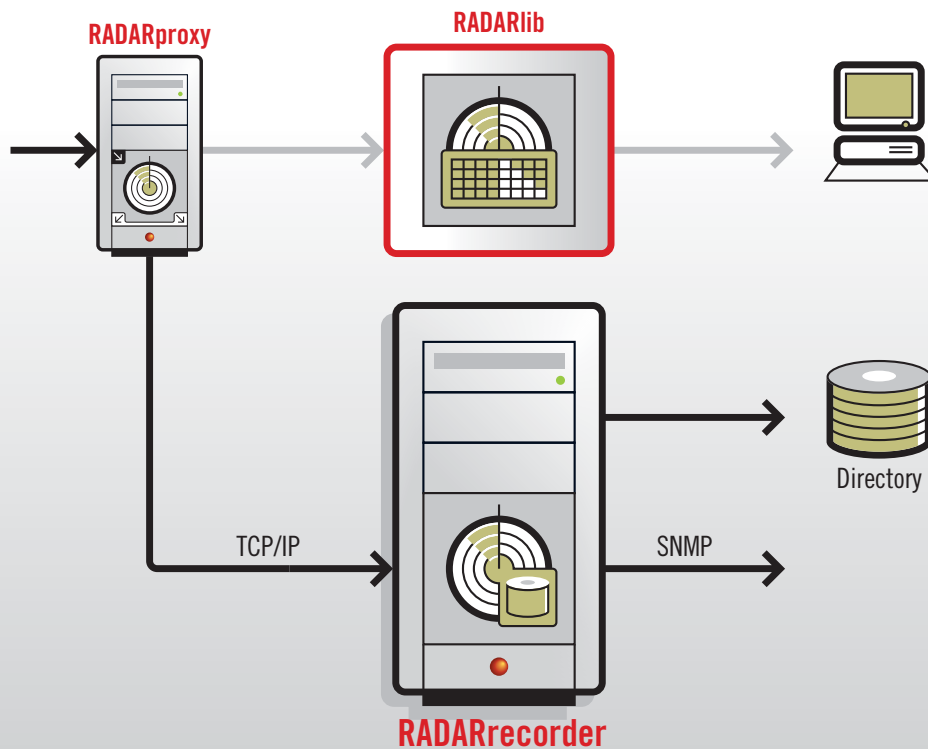 RADARproxy
RADARlib
Directory
TCP/IP
SNMP
RADARrecorder